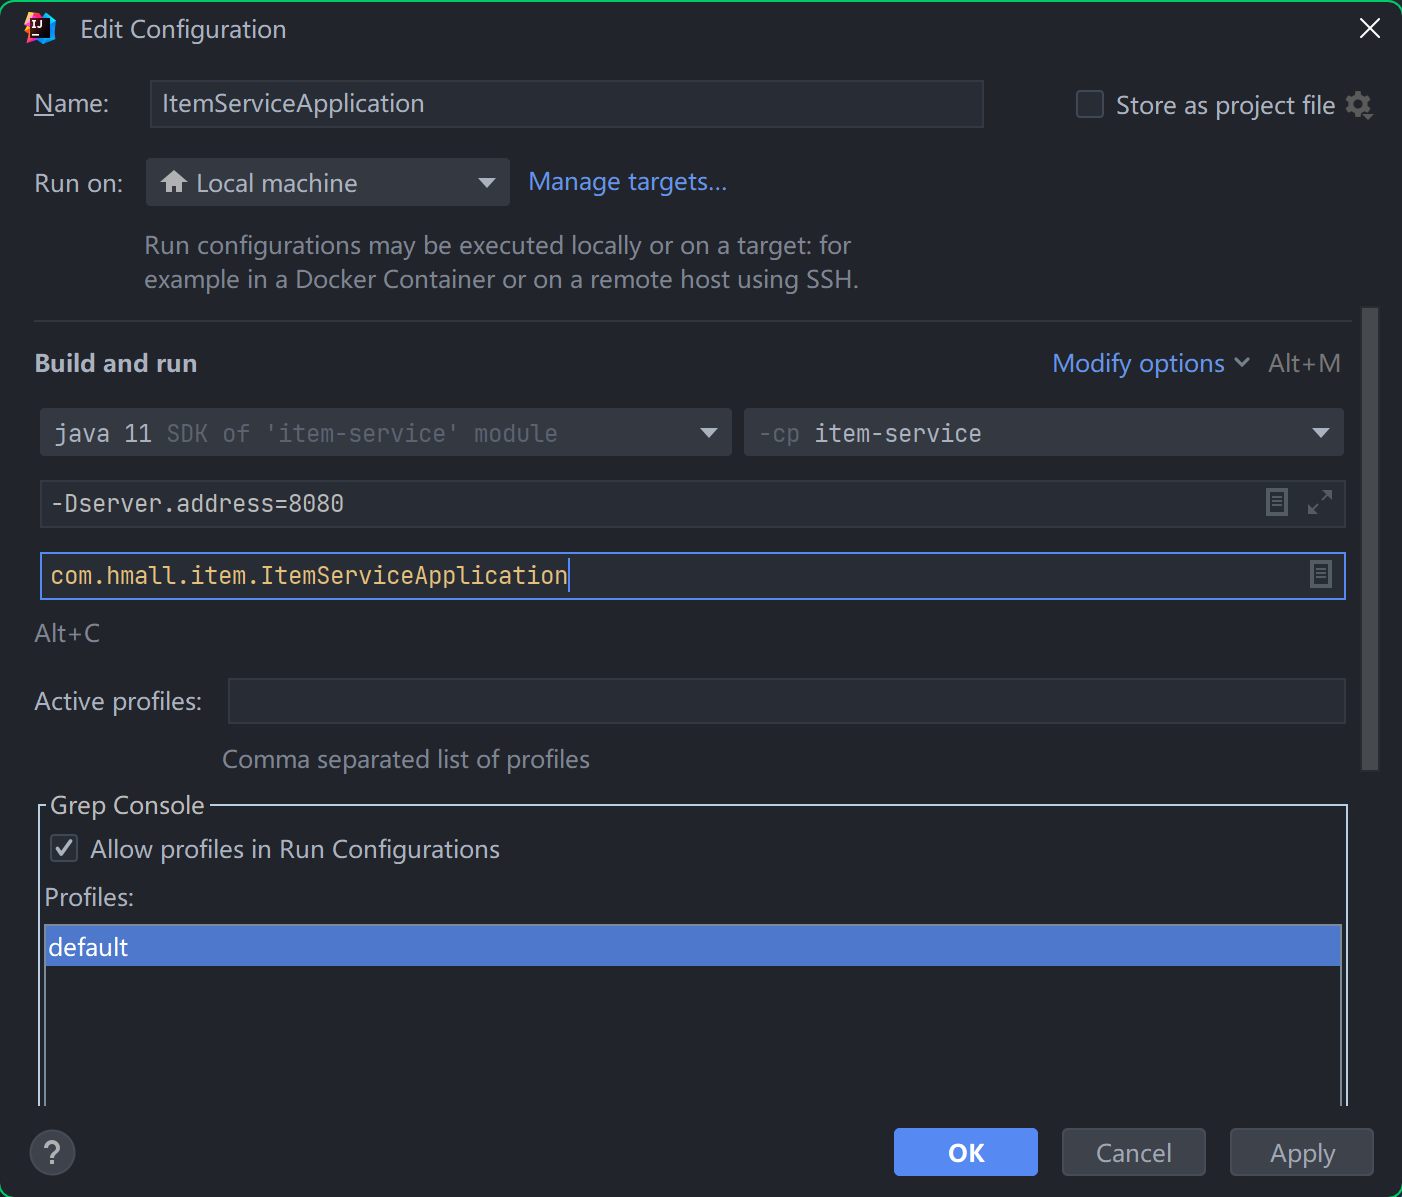 IJ
Edit Configuration
Name: ItemServiceApplication Store as project file
Run on: Local machine Manage targets...
Run configurations may be executed locally or on a target: for
example in a Docker Container or on a remote host using SSH.
Build and run Modify options Alt+M
java 11 SDK of 'item-service' module -cp item-service
-Dserver.address=8080
com.hmall.item.ItemServiceApplication
Alt+C
Active profiles:
Comma separated list of profiles
Grep Console
Allow profiles in Run Configurations
Profiles:
default
? OK Cancel Apply